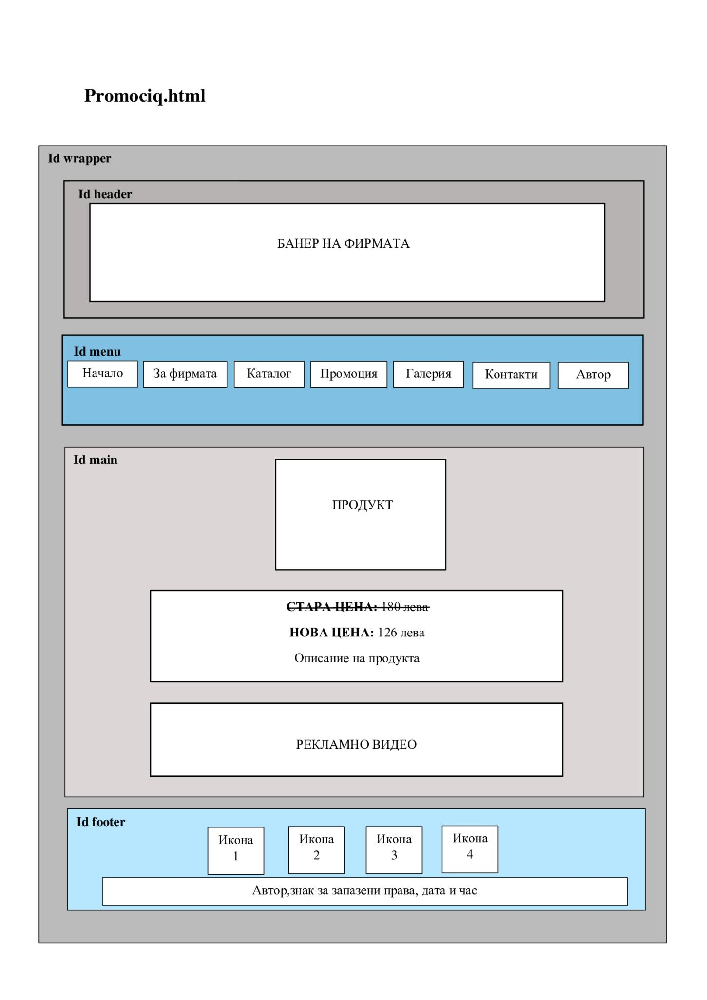 Promociq.html
Id wrapper
Id header
БАНЕР НА ФИРМАТА
Id menu
Начало
За фирмата
Каталог
Промоция
Галерия
Контакти
Автор
Id main
ПРОДУКТ
СТАРА ЦЕНА: 180 лева
НОВА ЦЕНА: 126 лева
Описание на продукта
РЕКЛАМНО ВИДЕО
Id footer
Икона
1
Икона
2
Икона
3
Икона
4
Автор,знак за запазени права, дата и час